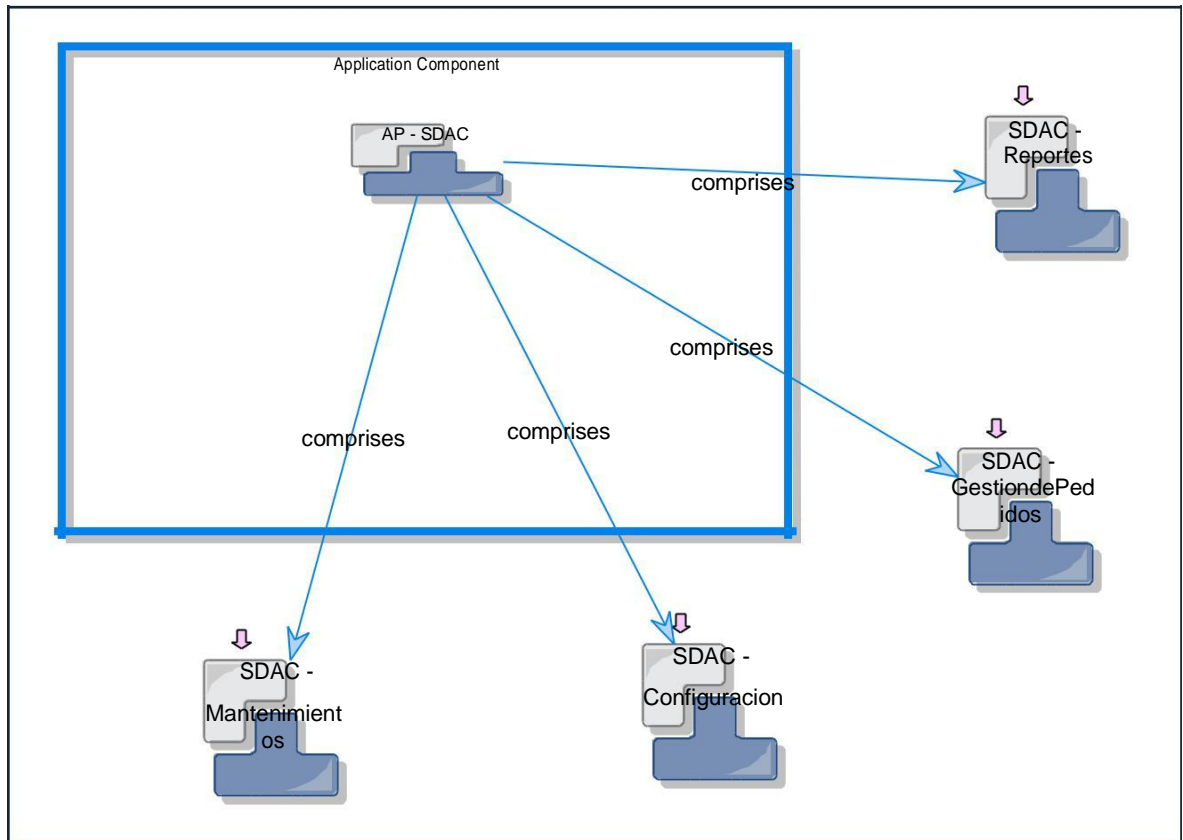 Application Component
AP - SDAC
SDAC -
Reportes
comprises
comprises
comprises
comprises
SDAC -
GestiondePed
idos
SDAC -
Mantenimient
os
SDAC -
Configuracion